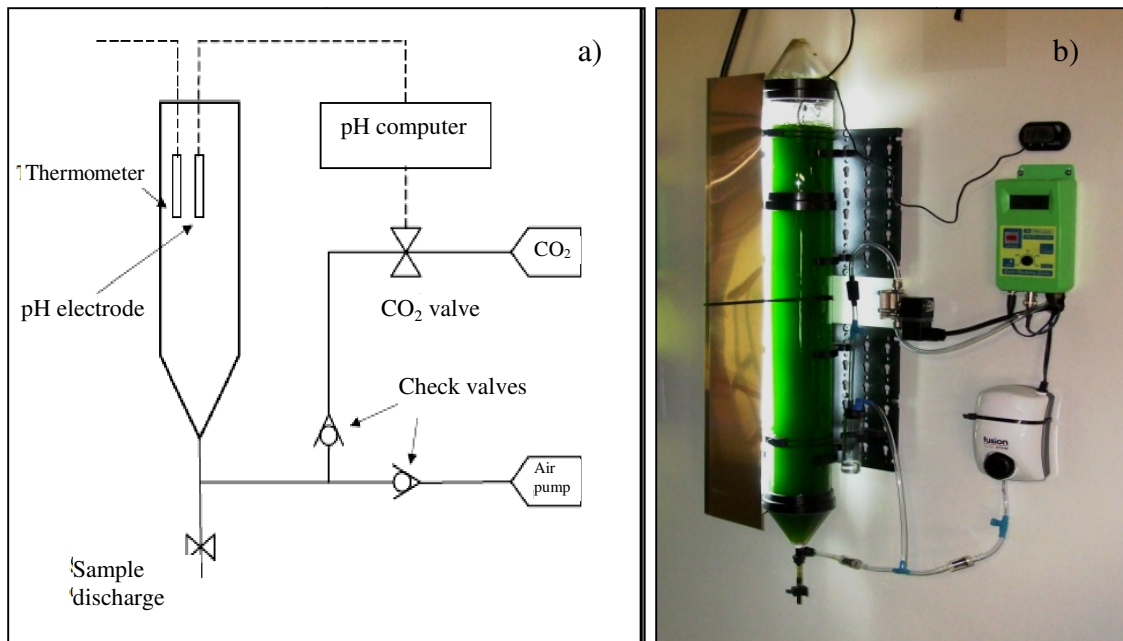 a)
pH computer
Thermometer
CO₂
pH electrode
CO₂ valve
Check valves
Air
pump
Sample
discharge
b)
fusion